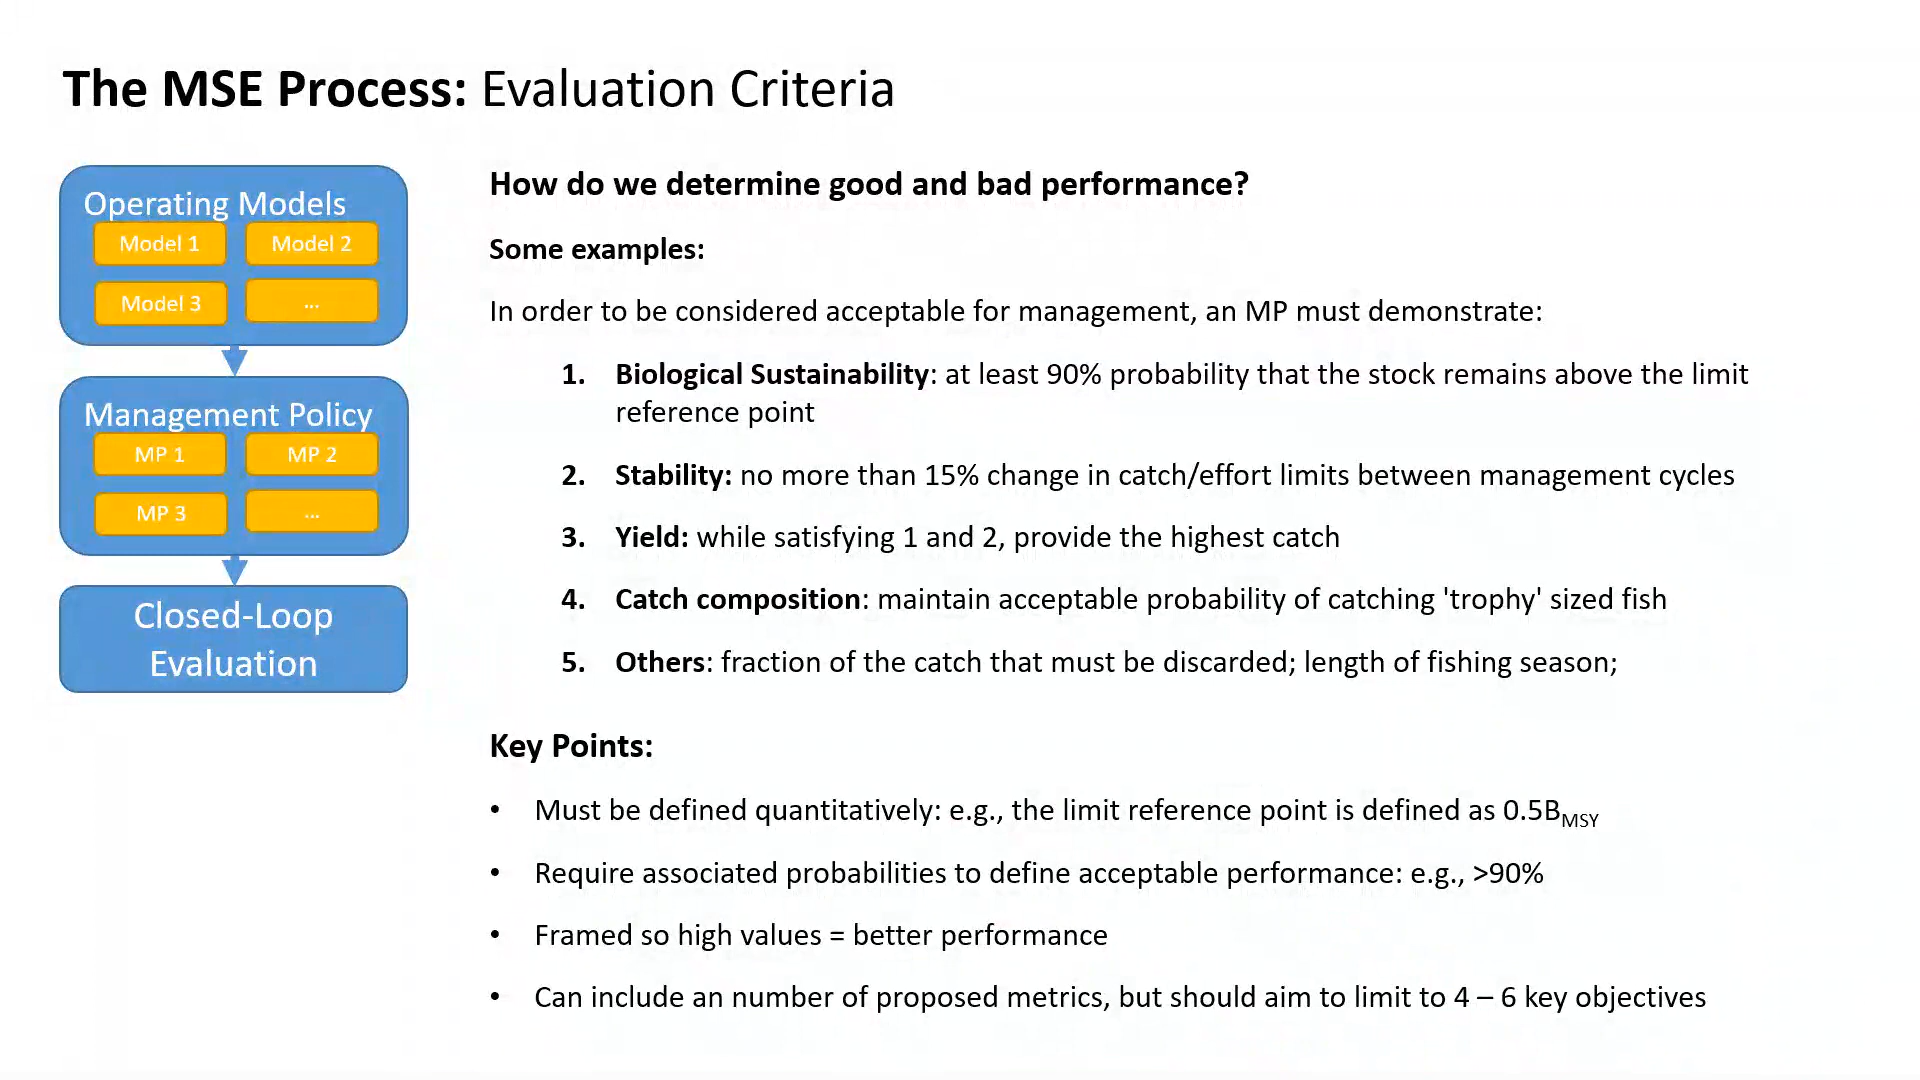 The MSE Process: Evaluation Criteria
Operating Models
Model 1
Model 2
Model 3
...
Management Policy
MP 1
MP 2
MP 3
...
Closed-Loop
Evaluation
How do we determine good and bad performance?
Some examples:
In order to be considered acceptable for management, an MP must demonstrate:
1. Biological Sustainability: at least 90% probability that the stock remains above the limit
reference point
2. Stability: no more than 15% change in catch/effort limits between management cycles
3. Yield: while satisfying 1 and 2, provide the highest catch
4. Catch composition: maintain acceptable probability of catching 'trophy' sized fish
5. Others: fraction of the catch that must be discarded; length of fishing season;
Key Points:
• Must be defined quantitatively: e.g., the limit reference point is defined as 0.5BMSY
• Require associated probabilities to define acceptable performance: e.g., >90%
• Framed so high values = better performance
• Can include an number of proposed metrics, but should aim to limit to 4 – 6 key objectives